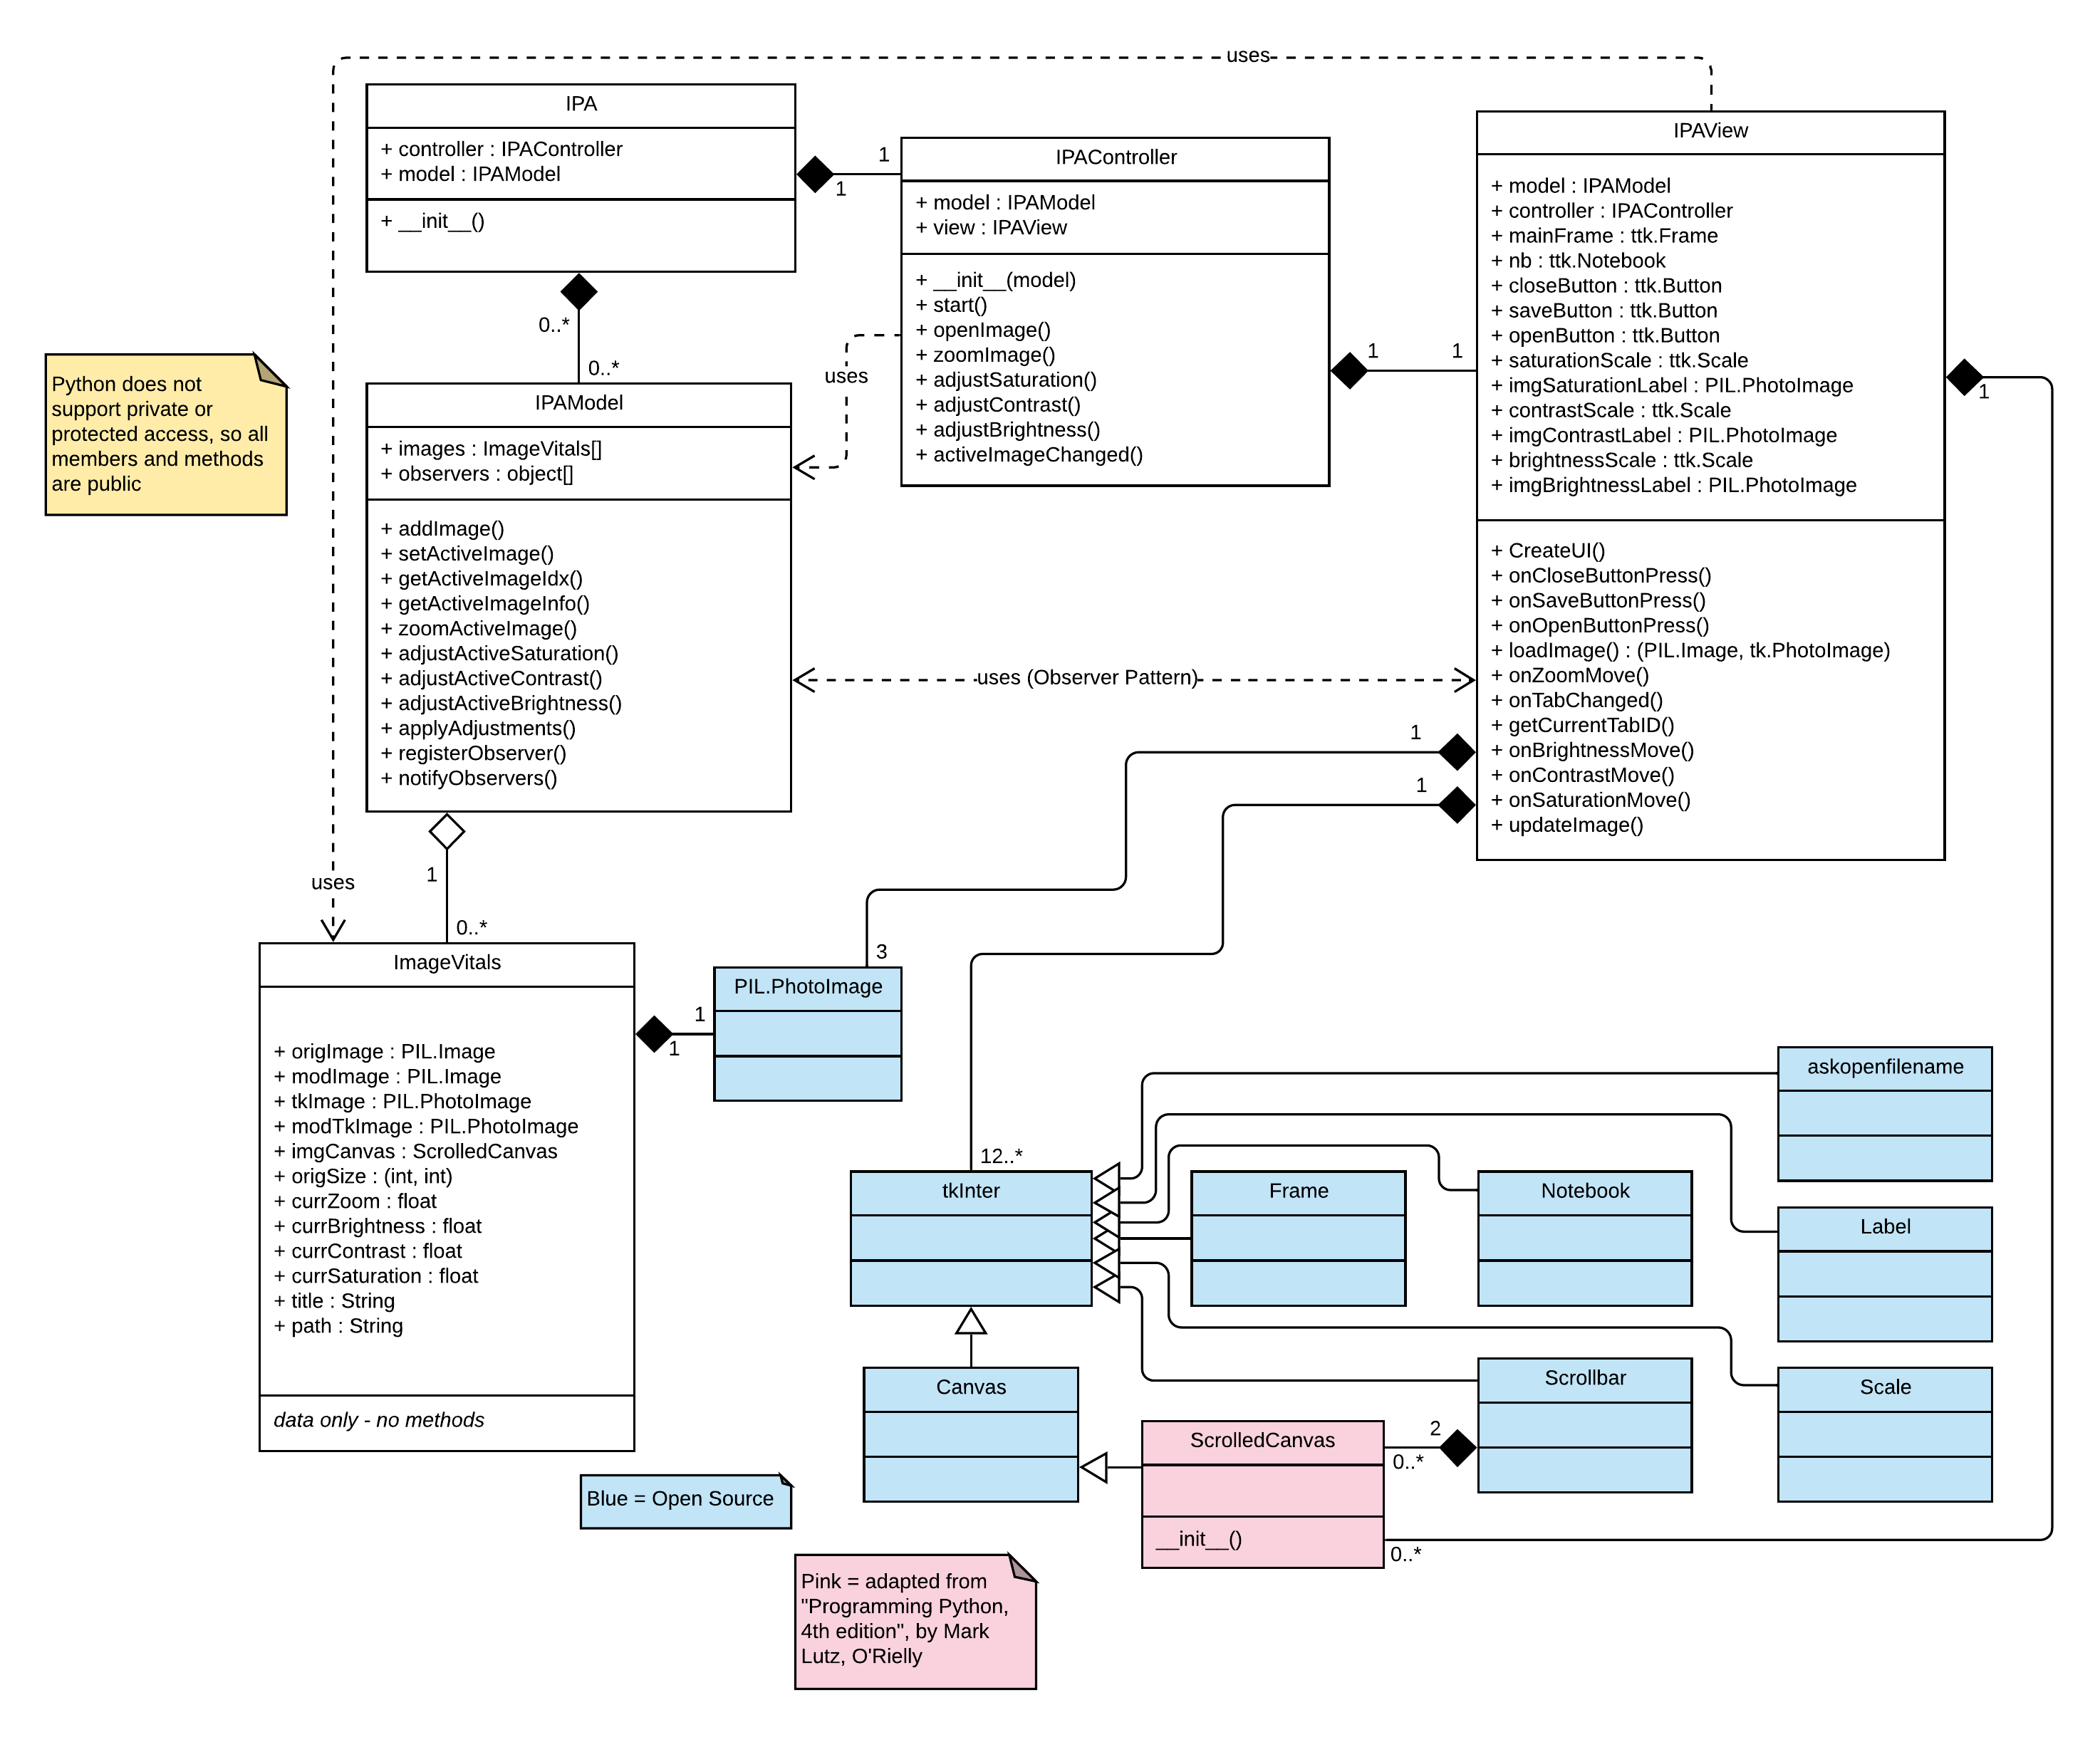 uses
IPA
+ controller : IPAController
+ model : IPAModel
+ __init__()
1
1
IPAController
+ model : IPAModel
+ view : IPAView
+ __init__(model)
+ start()
+ openImage()
+ zoomImage()
+ adjustSaturation()
+ adjustContrast()
+ adjustBrightness()
+ activeImageChanged()
1
1
IPAView
+ model : IPAModel
+ controller : IPAController
+ mainFrame : ttk.Frame
+ nb : ttk.Notebook
+ closeButton : ttk.Button
+ saveButton : ttk.Button
+ openButton : ttk.Button
+ saturationScale : ttk.Scale
+ imgSaturationLabel : PIL.PhotoImage
+ contrastScale : ttk.Scale
+ imgContrastLabel : PIL.PhotoImage
+ brightnessScale : ttk.Scale
+ imgBrightnessLabel : PIL.PhotoImage
+ CreateUI()
+ onCloseButtonPress()
+ onSaveButtonPress()
+ onOpenButtonPress()
+ loadImage() : (PIL.Image, tk.PhotoImage)
+ onZoomMove()
+ onTabChanged()
+ getCurrentTabID()
+ onBrightnessMove()
+ onContrastMove()
+ onSaturationMove()
+ updateImage()
1
0..*
0..*
uses
Python does not
support private or
protected access, so all
members and methods
are public
IPAModel
+ images : ImageVitals[]
+ observers : object[]
+ addImage()
+ setActiveImage()
+ getActiveImageIdx()
+ getActiveImageInfo()
+ zoomActiveImage()
+ adjustActiveSaturation()
+ adjustActiveContrast()
+ adjustActiveBrightness()
+ applyAdjustments()
+ registerObserver()
+ notifyObservers()
uses (Observer Pattern)
1
1
1
uses
0..*
ImageVitals
+ origImage : PIL.Image
+ modImage : PIL.Image
+ tkImage : PIL.PhotoImage
+ modTkImage : PIL.PhotoImage
+ imgCanvas : ScrolledCanvas
+ origSize : (int, int)
+ currZoom : float
+ currBrightness : float
+ currContrast : float
+ currSaturation : float
+ title : String
+ path : String
data only - no methods
3
PIL.PhotoImage
1
1
askopenfilename
12..*
tkInter
Frame
Notebook
Label
Canvas
Scrollbar
Scale
ScrolledCanvas
__init__()
2
0..*
0..*
Blue = Open Source
Pink = adapted from
"Programming Python,
4th edition", by Mark
Lutz, O'Rielly